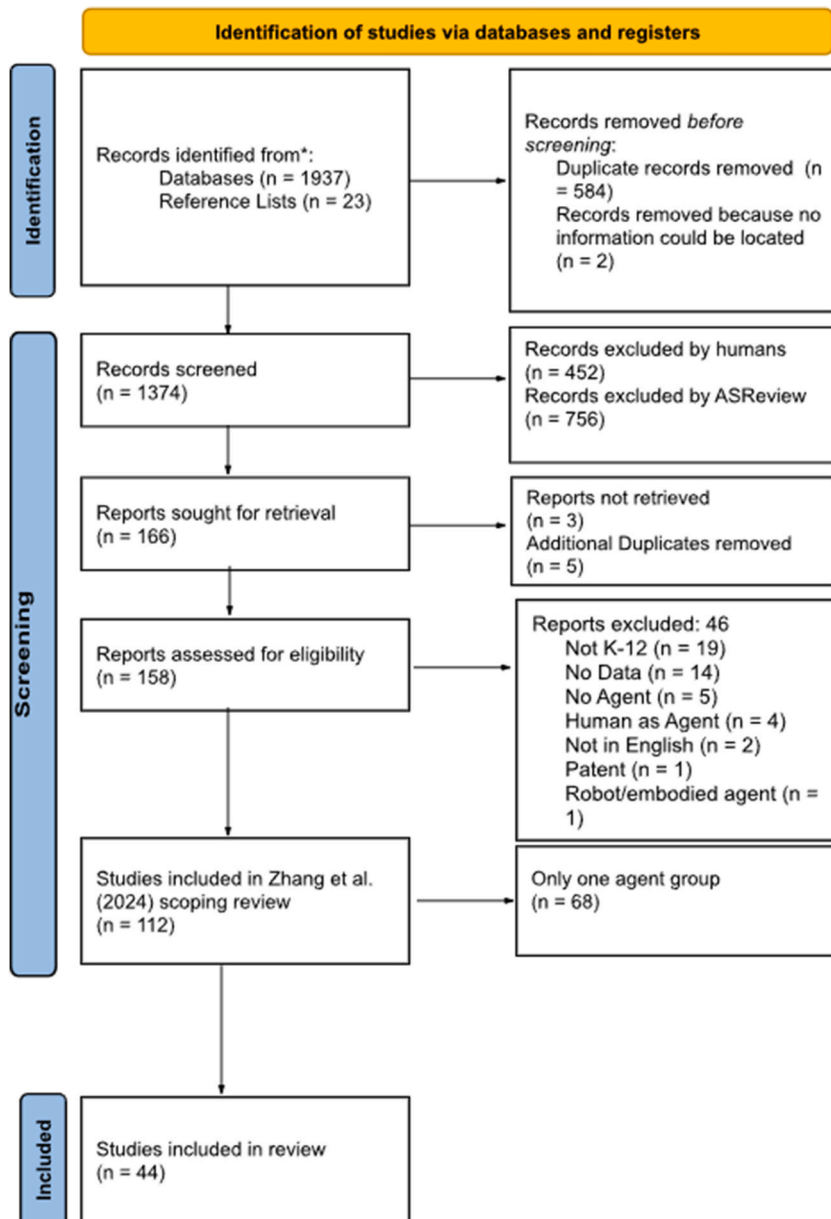 Identification of studies via databases and registers
Identification
Records identified from*:
Databases (n = 1937)
Reference Lists (n = 23)
Records removed before
screening:
Duplicate records removed (n
= 584)
Records removed because no
information could be located
(n = 2)
Screening
Records screened
(n = 1374)
Records excluded by humans
(n = 452)
Records excluded by ASReview
(n = 756)
Reports sought for retrieval
(n = 166)
Reports not retrieved
(n = 3)
Additional Duplicates removed
(n = 5)
Reports assessed for eligibility
(n = 158)
Reports excluded: 46
Not K-12 (n = 19)
No Data (n = 14)
No Agent (n = 5)
Human as Agent (n = 4)
Not in English (n = 2)
Patent (n = 1)
Robot/embodied agent (n =
1)
Studies included in Zhang et al.
(2024) scoping review
(n = 112)
Only one agent group
(n = 68)
Included
Studies included in review
(n = 44)